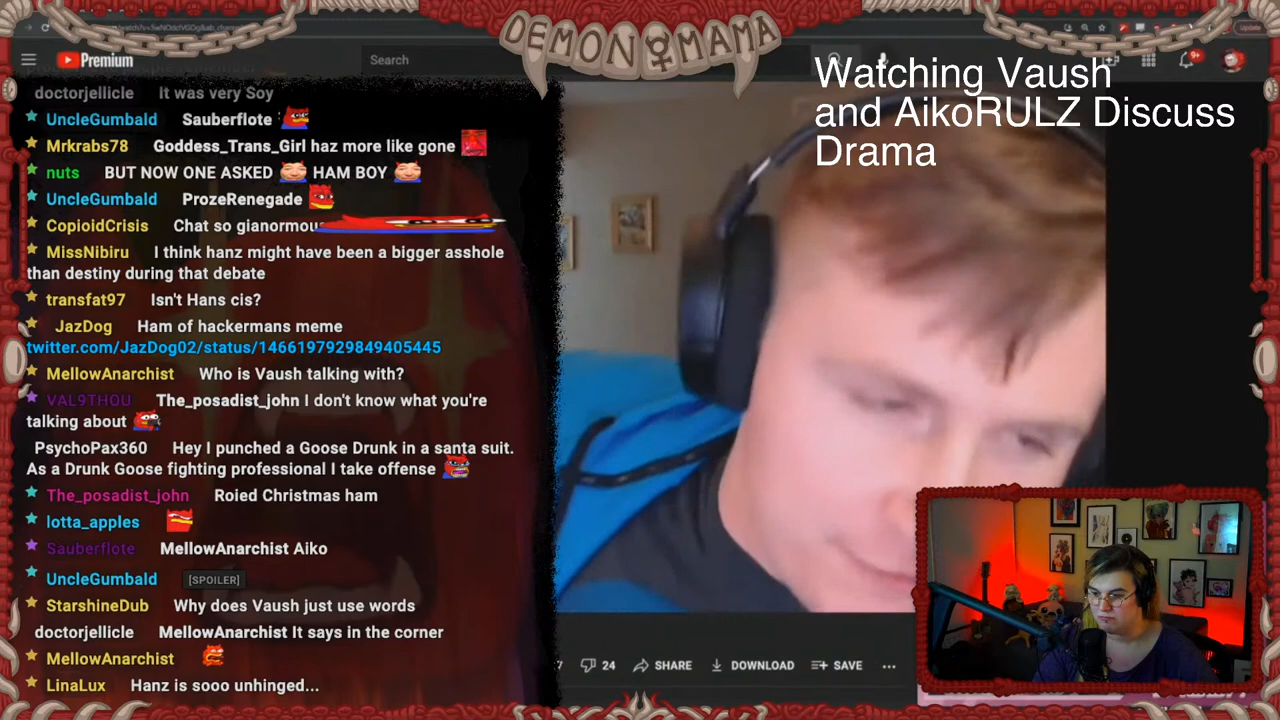 DEMON MAMA
Premium
Search
9+
Update
Watching Vaush
and AikoRULZ Discuss
Drama
doctorjellicle It was very Soy
UncleGumbald Sauberflote
Mrkrabs78 Goddess_Trans_Girl haz more like gone
nuts BUT NOW ONE ASKED HAM BOY
UncleGumbald ProzeRenegade
CopioidCrisis Chat so gianormou
MissNibiru I think hanz might have been a bigger asshole
than destiny during that debate
transfat97 Isn't Hans cis?
JazDog Ham of hackermans meme
twitter.com/JazDog02/status/1466197929849405445
MellowAnarchist Who is Vaush talking with?
VAL9THOU The_posadist_john I don't know what you're
talking about
PsychoPax360 Hey I punched a Goose Drunk in a santa suit.
As a Drunk Goose fighting professional I take offense
The_posadist_john Roied Christmas ham
lotta_apples
Sauberflote MellowAnarchist Aiko
UncleGumbald [SPOILER]
StarshineDub Why does Vaush just use words
doctorjellicle MellowAnarchist It says in the corner
MellowAnarchist
LinaLux Hanz is sooo unhinged...
7 24 SHARE DOWNLOAD SAVE